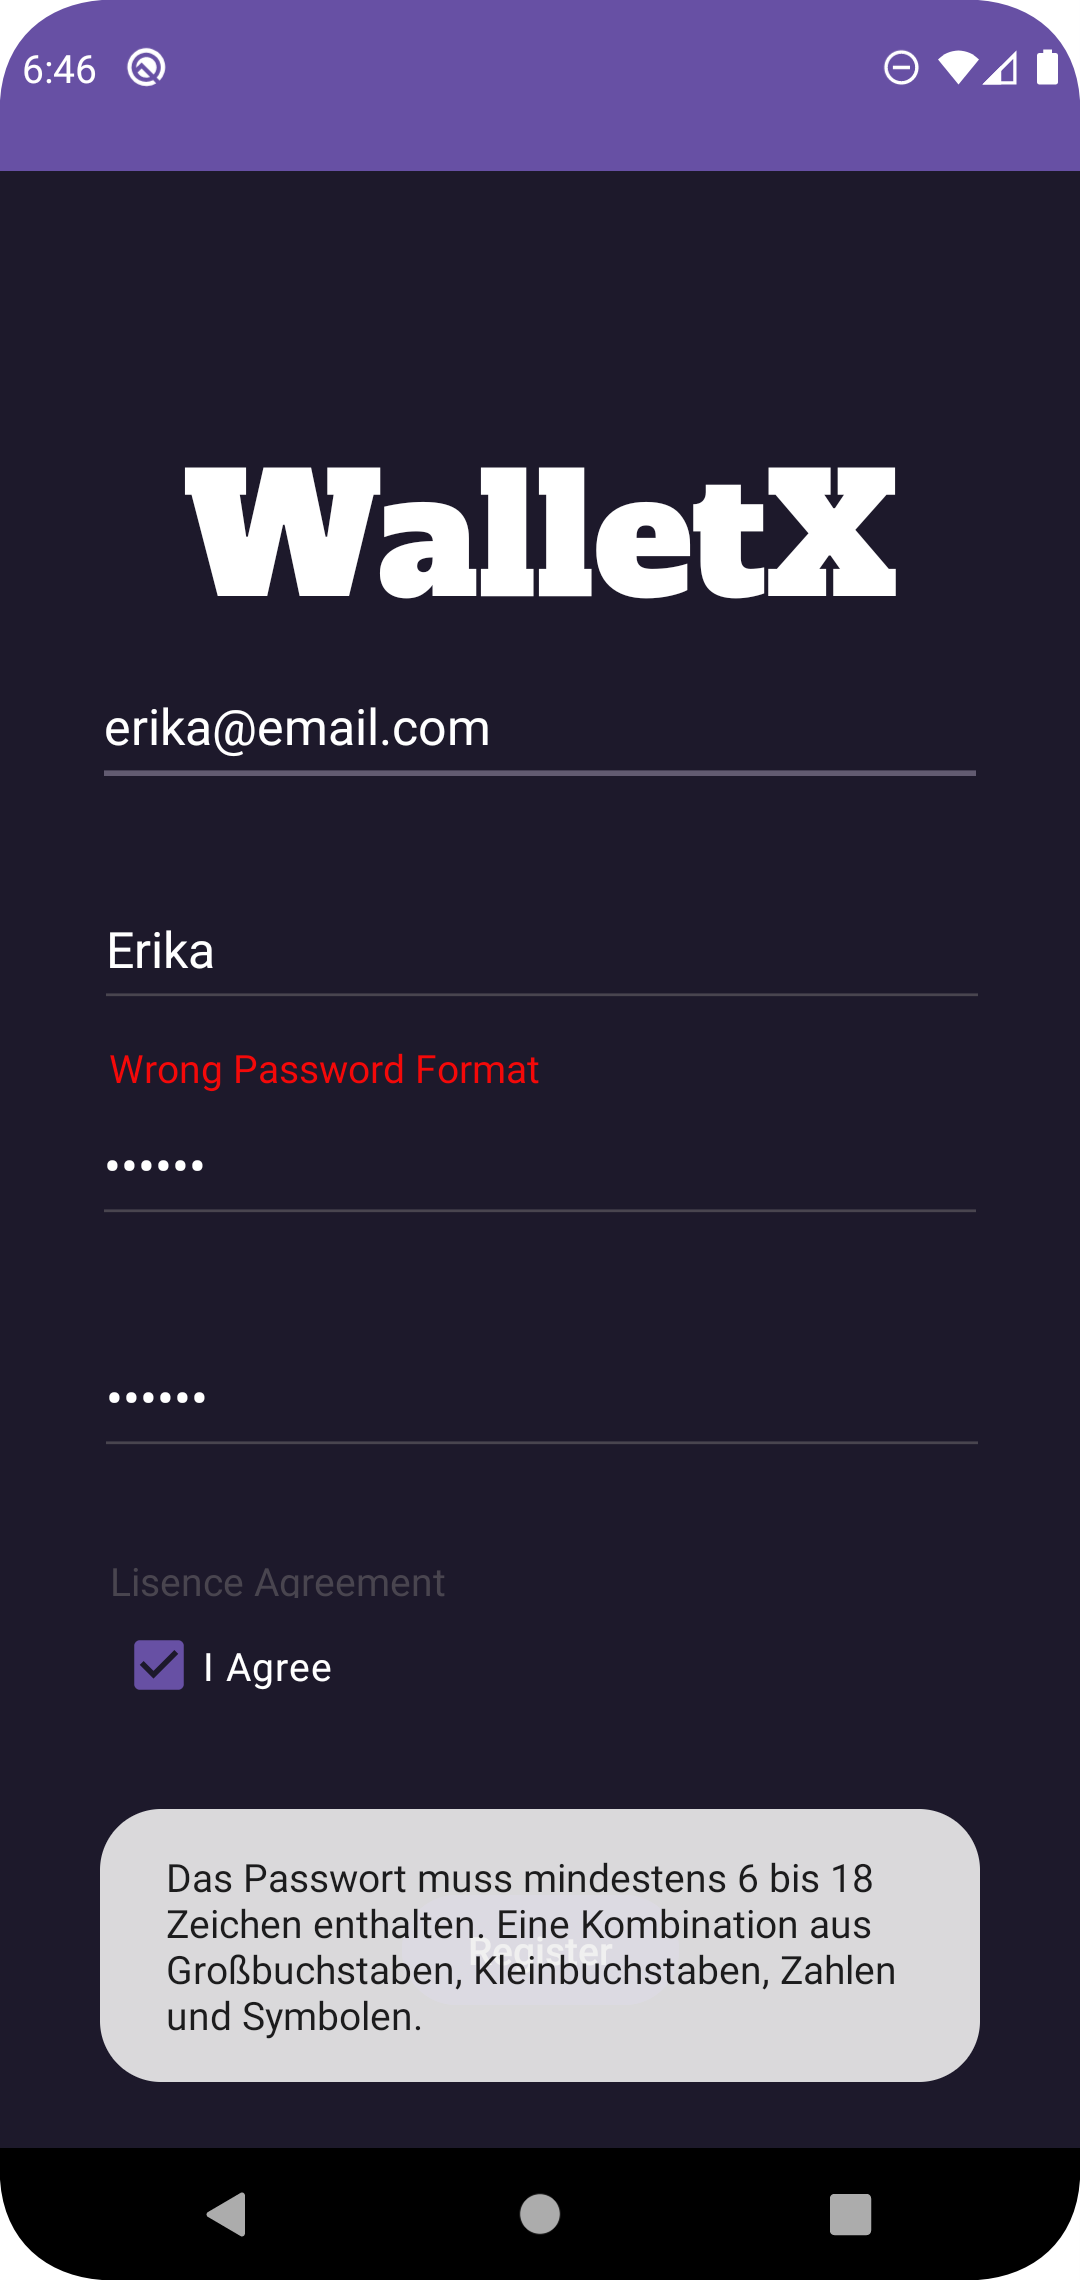 6:46
WalletX
erika@email.com
Erika
Wrong Password Format
••••••
••••••
Lisence Agreement
I Agree
Das Passwort muss mindestens 6 bis 18
Zeichen enthalten. Eine Kombination aus
Register
Großbuchstaben, Kleinbuchstaben, Zahlen
und Symbolen.